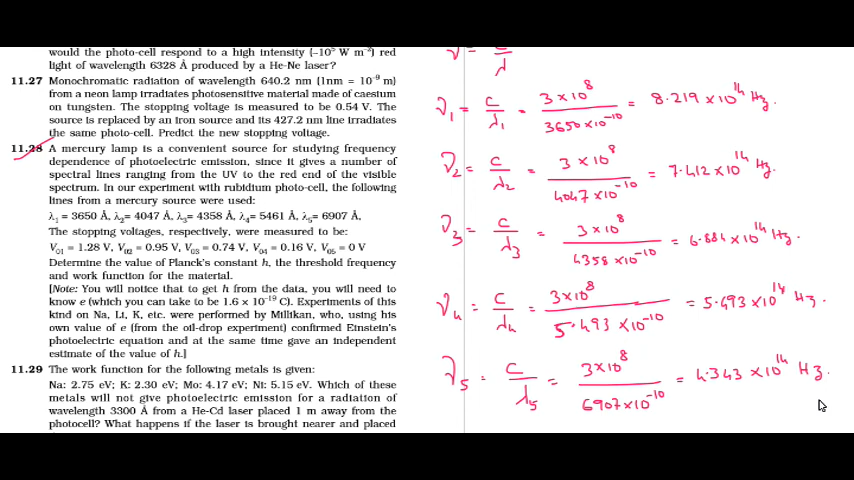 would the photo-cell respond to a high intensity (~10⁵ W m⁻²) red
light of wavelength 6328 Å produced by a He-Ne laser?
11.27 Monochromatic radiation of wavelength 640.2 nm (1nm = 10⁻⁹ m)
from a neon lamp irradiates photosensitive material made of caesium
on tungsten. The stopping voltage is measured to be 0.54 V. The
source is replaced by an iron source and its 427.2 nm line irradiates
the same photo-cell. Predict the new stopping voltage.
11.28 A mercury lamp is a convenient source for studying frequency
dependence of photoelectric emission, since it gives a number of
spectral lines ranging from the UV to the red end of the visible
spectrum. In our experiment with rubidium photo-cell, the following
lines from a mercury source were used:
λ₁ = 3650 Å, λ₂= 4047 Å, λ₃= 4358 Å, λ₄= 5461 Å, λ₅= 6907 Å,
The stopping voltages, respectively, were measured to be:
V₀₁ = 1.28 V, V₀₂ = 0.95 V, V₀₃ = 0.74 V, V₀₄ = 0.16 V, V₀₅ = 0 V
Determine the value of Planck's constant h, the threshold frequency
and work function for the material.
[Note: You will notice that to get h from the data, you will need to
know e (which you can take to be 1.6 × 10⁻¹⁹ C). Experiments of this
kind on Na, Li, K, etc. were performed by Millikan, who, using his
own value of e (from the oil-drop experiment) confirmed Einstein's
photoelectric equation and at the same time gave an independent
estimate of the value of h.]
11.29 The work function for the following metals is given:
Na: 2.75 eV; K: 2.30 eV; Mo: 4.17 eV; Ni: 5.15 eV. Which of these
metals will not give photoelectric emission for a radiation of
wavelength 3300 Å from a He-Cd laser placed 1 m away from the
photocell? What happens if the laser is brought nearer and placed
ν = c/λ
ν₁ = c/λ₁ = 3×10⁸/3650×10⁻¹⁰ = 8.219×10¹⁴ Hz.
ν₂ = c/λ₂ = 3×10⁸/4047×10⁻¹⁰ = 7.412×10¹⁴ Hz.
ν₃ = c/λ₃ = 3×10⁸/4358×10⁻¹⁰ = 6.884×10¹⁴ Hz.
ν₄ = c/λ₄ = 3×10⁸/5.493×10⁻¹⁰ = 5.493×10¹⁴ Hz.
ν₅ = c/λ₅ = 3×10⁸/6907×10⁻¹⁰ = 4.343×10¹⁴ Hz.